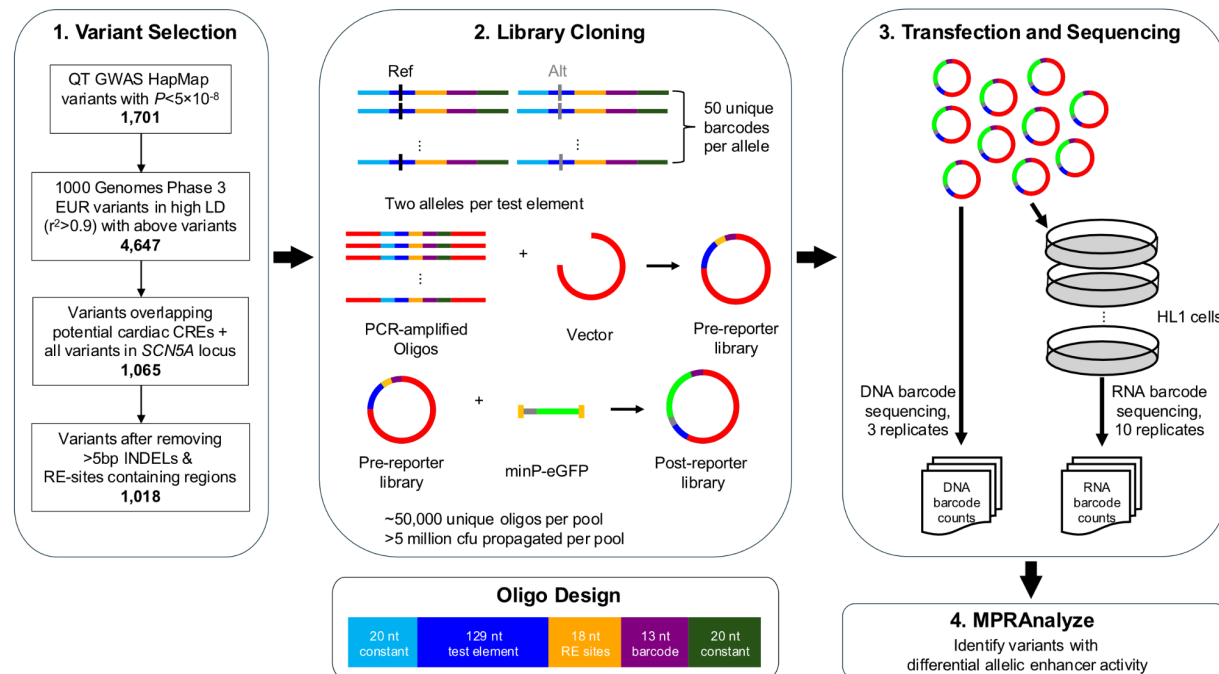 1. Variant Selection
QT GWAS HapMap
variants with P<5×10⁻⁸
1,701
1000 Genomes Phase 3
EUR variants in high LD
(r²>0.9) with above variants
4,647
Variants overlapping
potential cardiac CREs +
all variants in SCN5A locus
1,065
Variants after removing
>5bp INDELs &
RE-sites containing regions
1,018
2. Library Cloning
Ref
Alt
50 unique
barcodes
per allele
Two alleles per test element
+
PCR-amplified
Oligos
Vector
Pre-reporter
library
+
Pre-reporter
library
minP-eGFP
Post-reporter
library
~50,000 unique oligos per pool
>5 million cfu propagated per pool
Oligo Design
20 nt
constant
129 nt
test element
18 nt
RE sites
13 nt
barcode
20 nt
constant
3. Transfection and Sequencing
HL1 cells
DNA barcode
sequencing,
3 replicates
RNA barcode
sequencing,
10 replicates
DNA
barcode
counts
RNA
barcode
counts
4. MPRAnalyze
Identify variants with
differential allelic enhancer activity